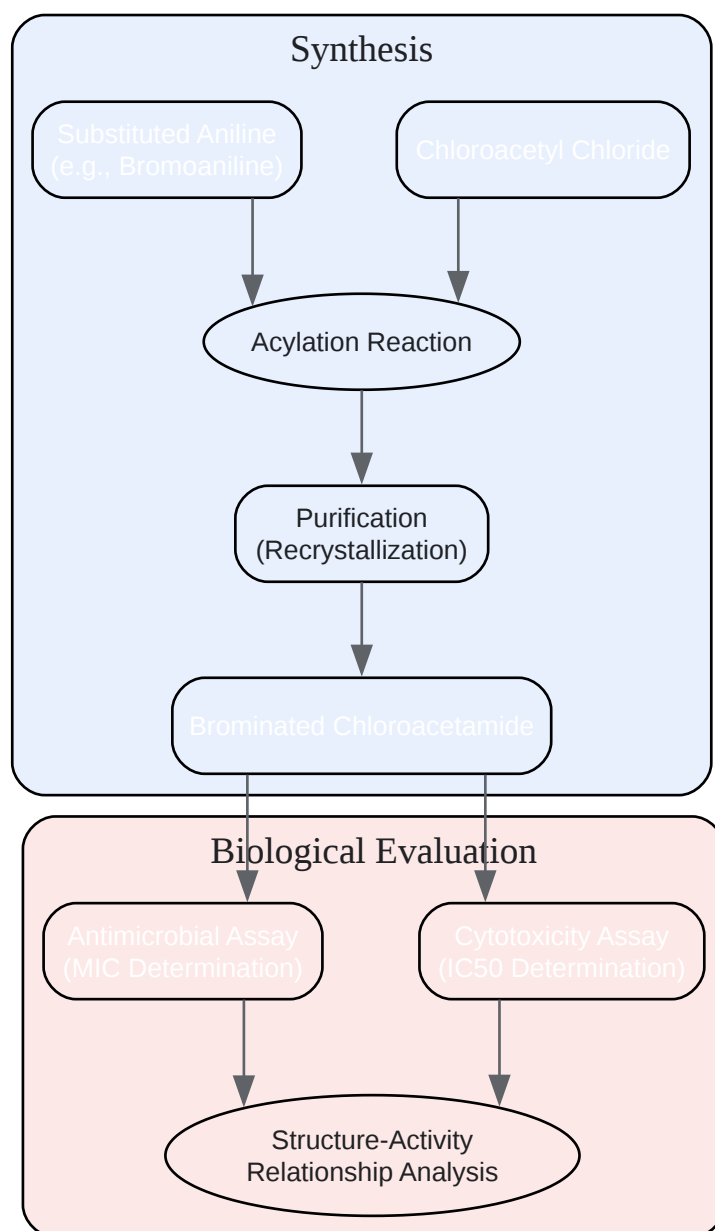 Synthesis
Substituted Aniline
(e.g., Bromoaniline)
Chloroacetyl Chloride
Acylation Reaction
Purification
(Recrystallization)
Brominated Chloroacetamide
Biological Evaluation
Antimicrobial Assay
(MIC Determination)
Cytotoxicity Assay
(IC50 Determination)
Structure-Activity
Relationship Analysis